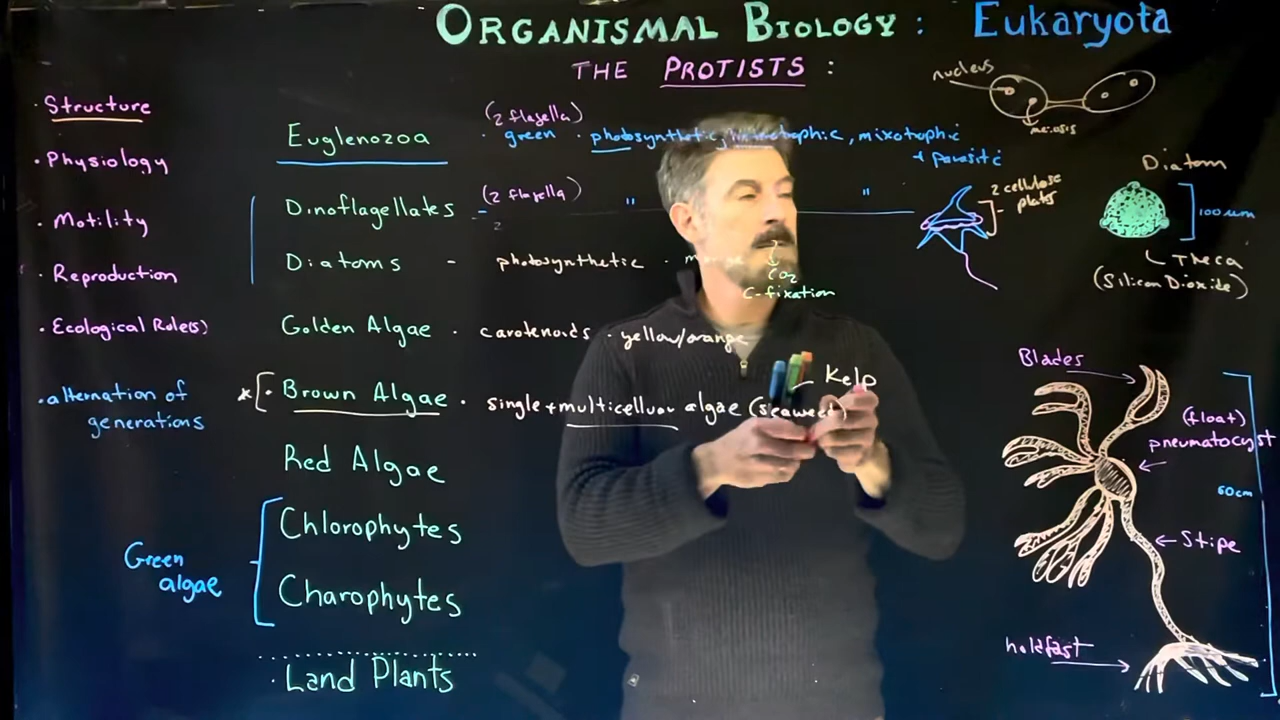 ORGANISMAL BIOLOGY : Eukaryota
THE PROTISTS :
· Structure
· Physiology
· Motility
· Reproduction
· Ecological Role(s)
· alternation of
generations
Green
algae
Euglenozoa
(2 flagella)
· green · photosynthetic, heterotrophic, mixotrophic
+ parasitic
Dinoflagellates -
(2 flagella)
" "
Diatoms - photosynthetic ·
CO2
C-fixation
Golden Algae · carotenoids · yellow/orange
* [ · Brown Algae · single + multicelluar algae (seaweed)
Kelp
Red Algae
Chlorophytes
Charophytes
· Land Plants
nucleus
meiosis
2 cellulose
plates
Diatom
100 um
Theca
(Silicon Dioxide)
Blades
(float)
pneumatocyst
60cm
Stipe
holdfast